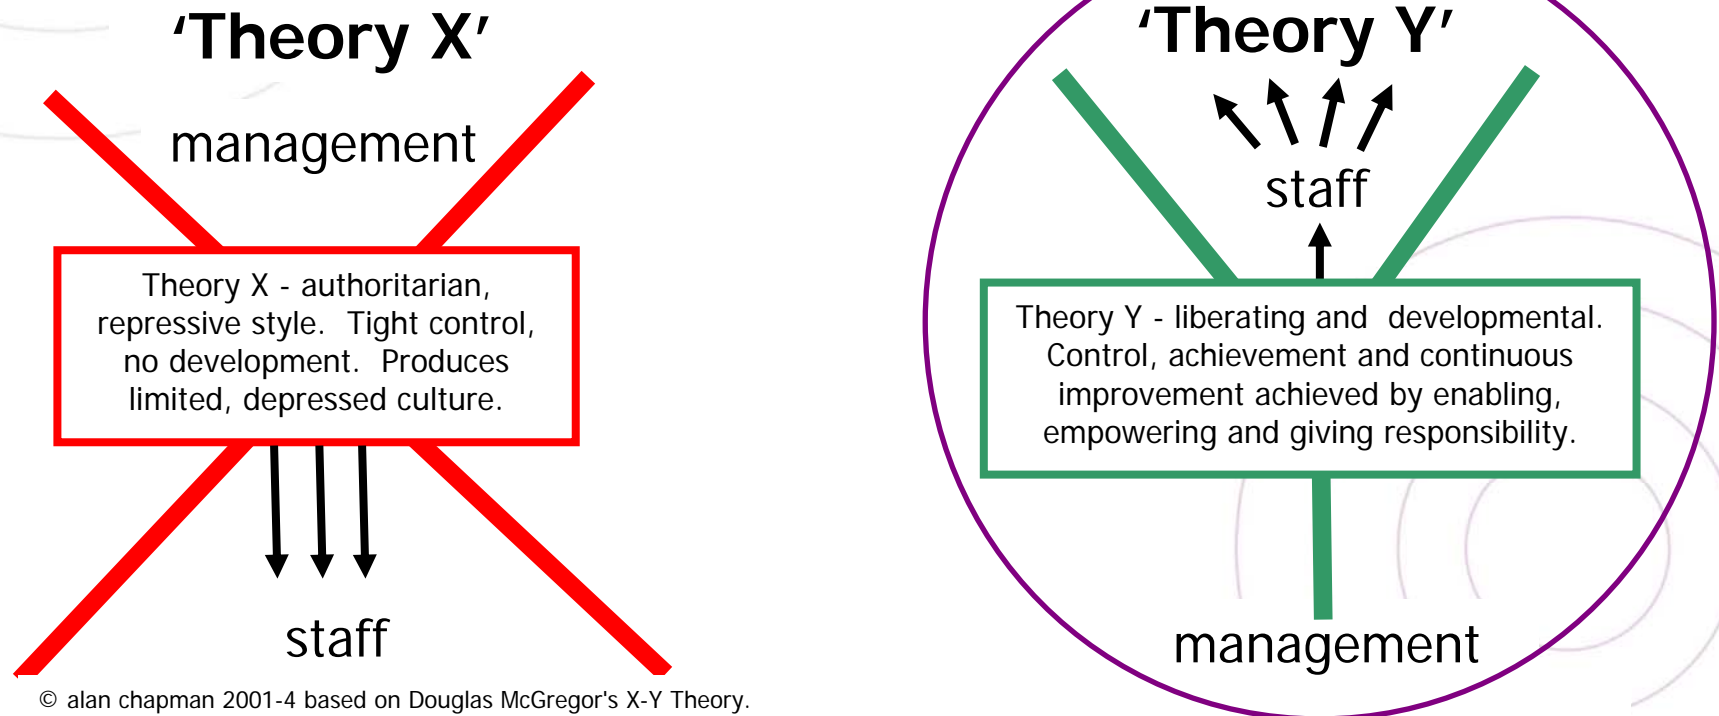 ‘Theory X’
management
Theory X - authoritarian,
repressive style.  Tight control,
no development.  Produces
limited, depressed culture.
staff
© alan chapman 2001-4 based on Douglas McGregor's X-Y Theory.
‘Theory Y’
staff
Theory Y - liberating and  developmental.
Control, achievement and continuous
improvement achieved by enabling,
empowering and giving responsibility.
management